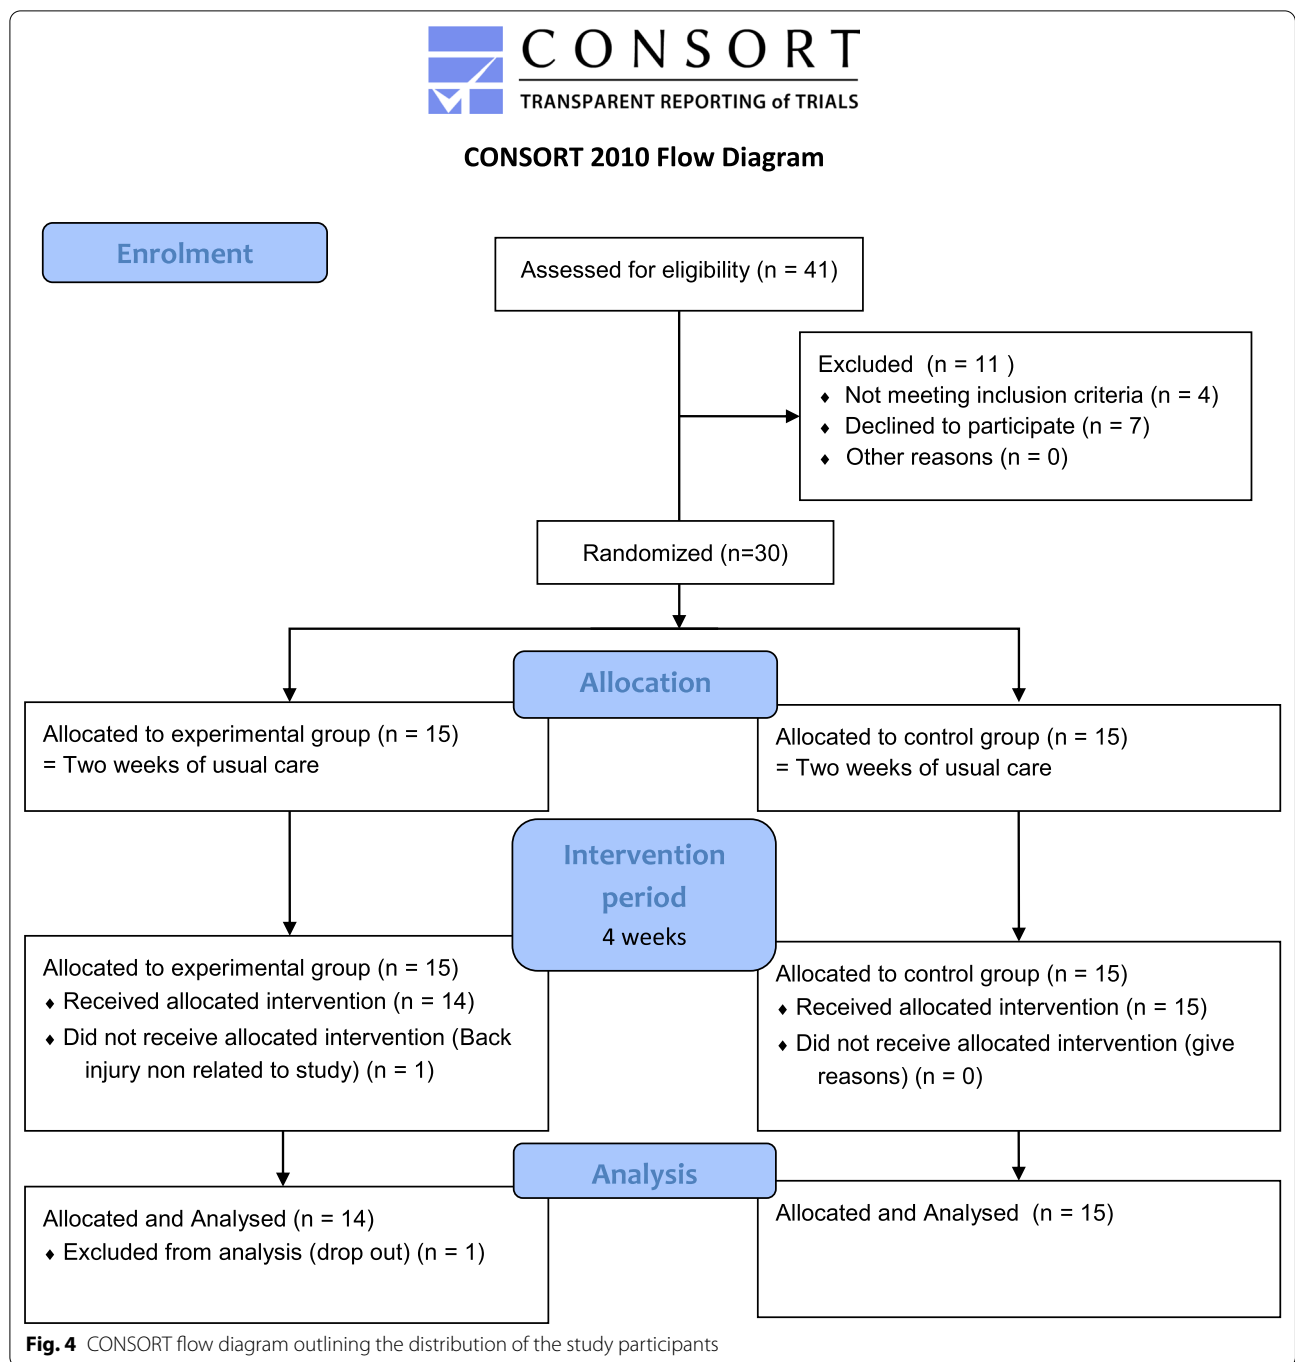 CONSORT
TRANSPARENT REPORTING of TRIALS
CONSORT 2010 Flow Diagram
Enrolment
Assessed for eligibility (n = 41)
Excluded (n = 11 )
♦ Not meeting inclusion criteria (n = 4)
♦ Declined to participate (n = 7)
♦ Other reasons (n = 0)
Randomized (n=30)
Allocation
Allocated to experimental group (n = 15)
= Two weeks of usual care
Allocated to control group (n = 15)
= Two weeks of usual care
Intervention
period
4 weeks
Allocated to experimental group (n = 15)
♦ Received allocated intervention (n = 14)
♦ Did not receive allocated intervention (Back
injury non related to study) (n = 1)
Allocated to control group (n = 15)
♦ Received allocated intervention (n = 15)
♦ Did not receive allocated intervention (give
reasons) (n = 0)
Analysis
Allocated and Analysed (n = 14)
♦ Excluded from analysis (drop out) (n = 1)
Allocated and Analysed (n = 15)
Fig. 4 CONSORT flow diagram outlining the distribution of the study participants